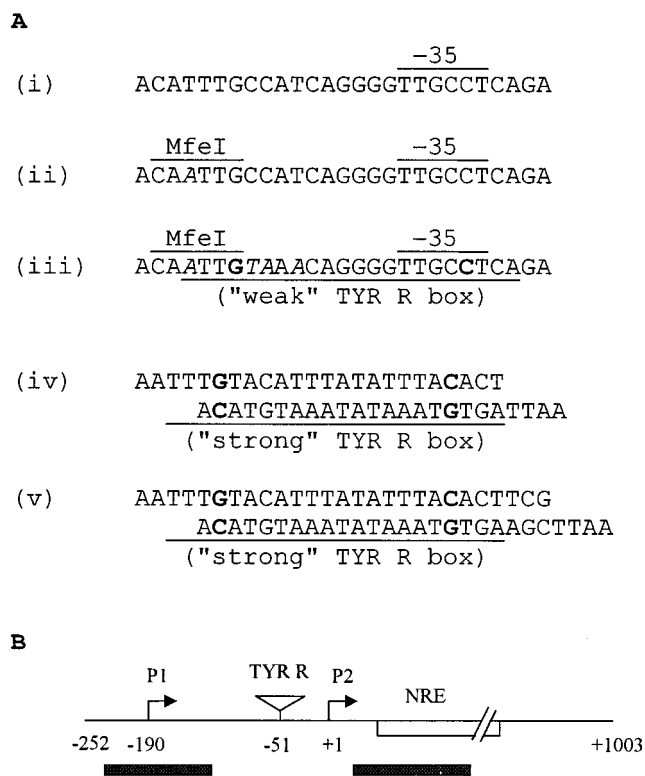 A
-35
(i) ACATTTGCCATCAGGGGTTGCCTCAGA
MfeI -35
(ii) ACAATTGCCATCAGGGGTTGCCTCAGA
MfeI -35
(iii) ACAATTGTAAACAGGGGTTGCCTCAGA
("weak" TYR R box)
(iv) AATTTGTACATTTATATTTACACT
ACATGTAAATATAAATGTGATTAA
("strong" TYR R box)
(v) AATTTGTACATTTATATTTACACTTCG
ACATGTAAATATAAATGTGAAGCTTAA
("strong" TYR R box)
B
P1 TYR R P2 NRE
-252 -190 -51 +1 +1003